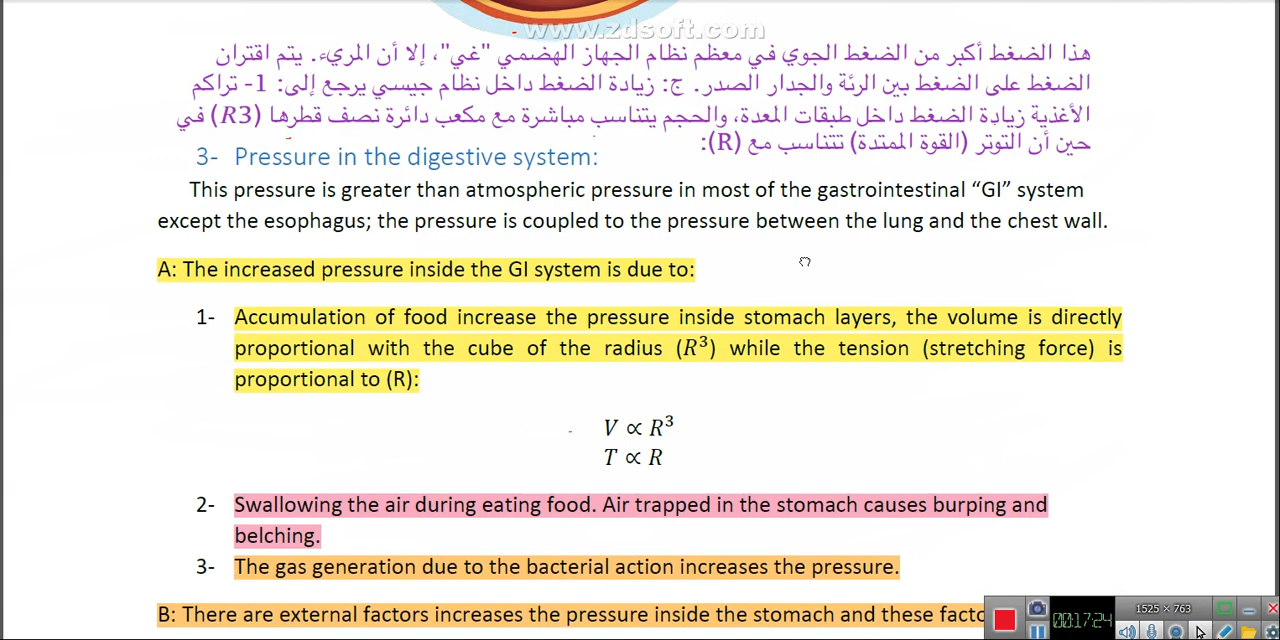 www.zdsoft.com
هذا الضغط أكبر من الضغط الجوي في معظم نظام الجهاز الهضمي "غي"، إلا أن المريء. يتم اقتران
الضغط على الضغط بين الرئة والجدار الصدر. ج: زيادة الضغط داخل نظام جيسي يرجع إلى: 1- تراكم
الأغذية زيادة الضغط داخل طبقات المعدة، والحجم يتناسب مباشرة مع مكعب دائرة نصف قطرها (R3) في
حين أن التوتر (القوة الممتدة) تتناسب مع (R):
3- Pressure in the digestive system:
This pressure is greater than atmospheric pressure in most of the gastrointestinal “GI” system
except the esophagus; the pressure is coupled to the pressure between the lung and the chest wall.
A: The increased pressure inside the GI system is due to:
1- Accumulation of food increase the pressure inside stomach layers, the volume is directly
proportional with the cube of the radius (R³) while the tension (stretching force) is
proportional to (R):
V ∝ R³
T ∝ R
2- Swallowing the air during eating food. Air trapped in the stomach causes burping and
belching.
3- The gas generation due to the bacterial action increases the pressure.
B: There are external factors increases the pressure inside the stomach and these facto
1525 × 763
00:17:24